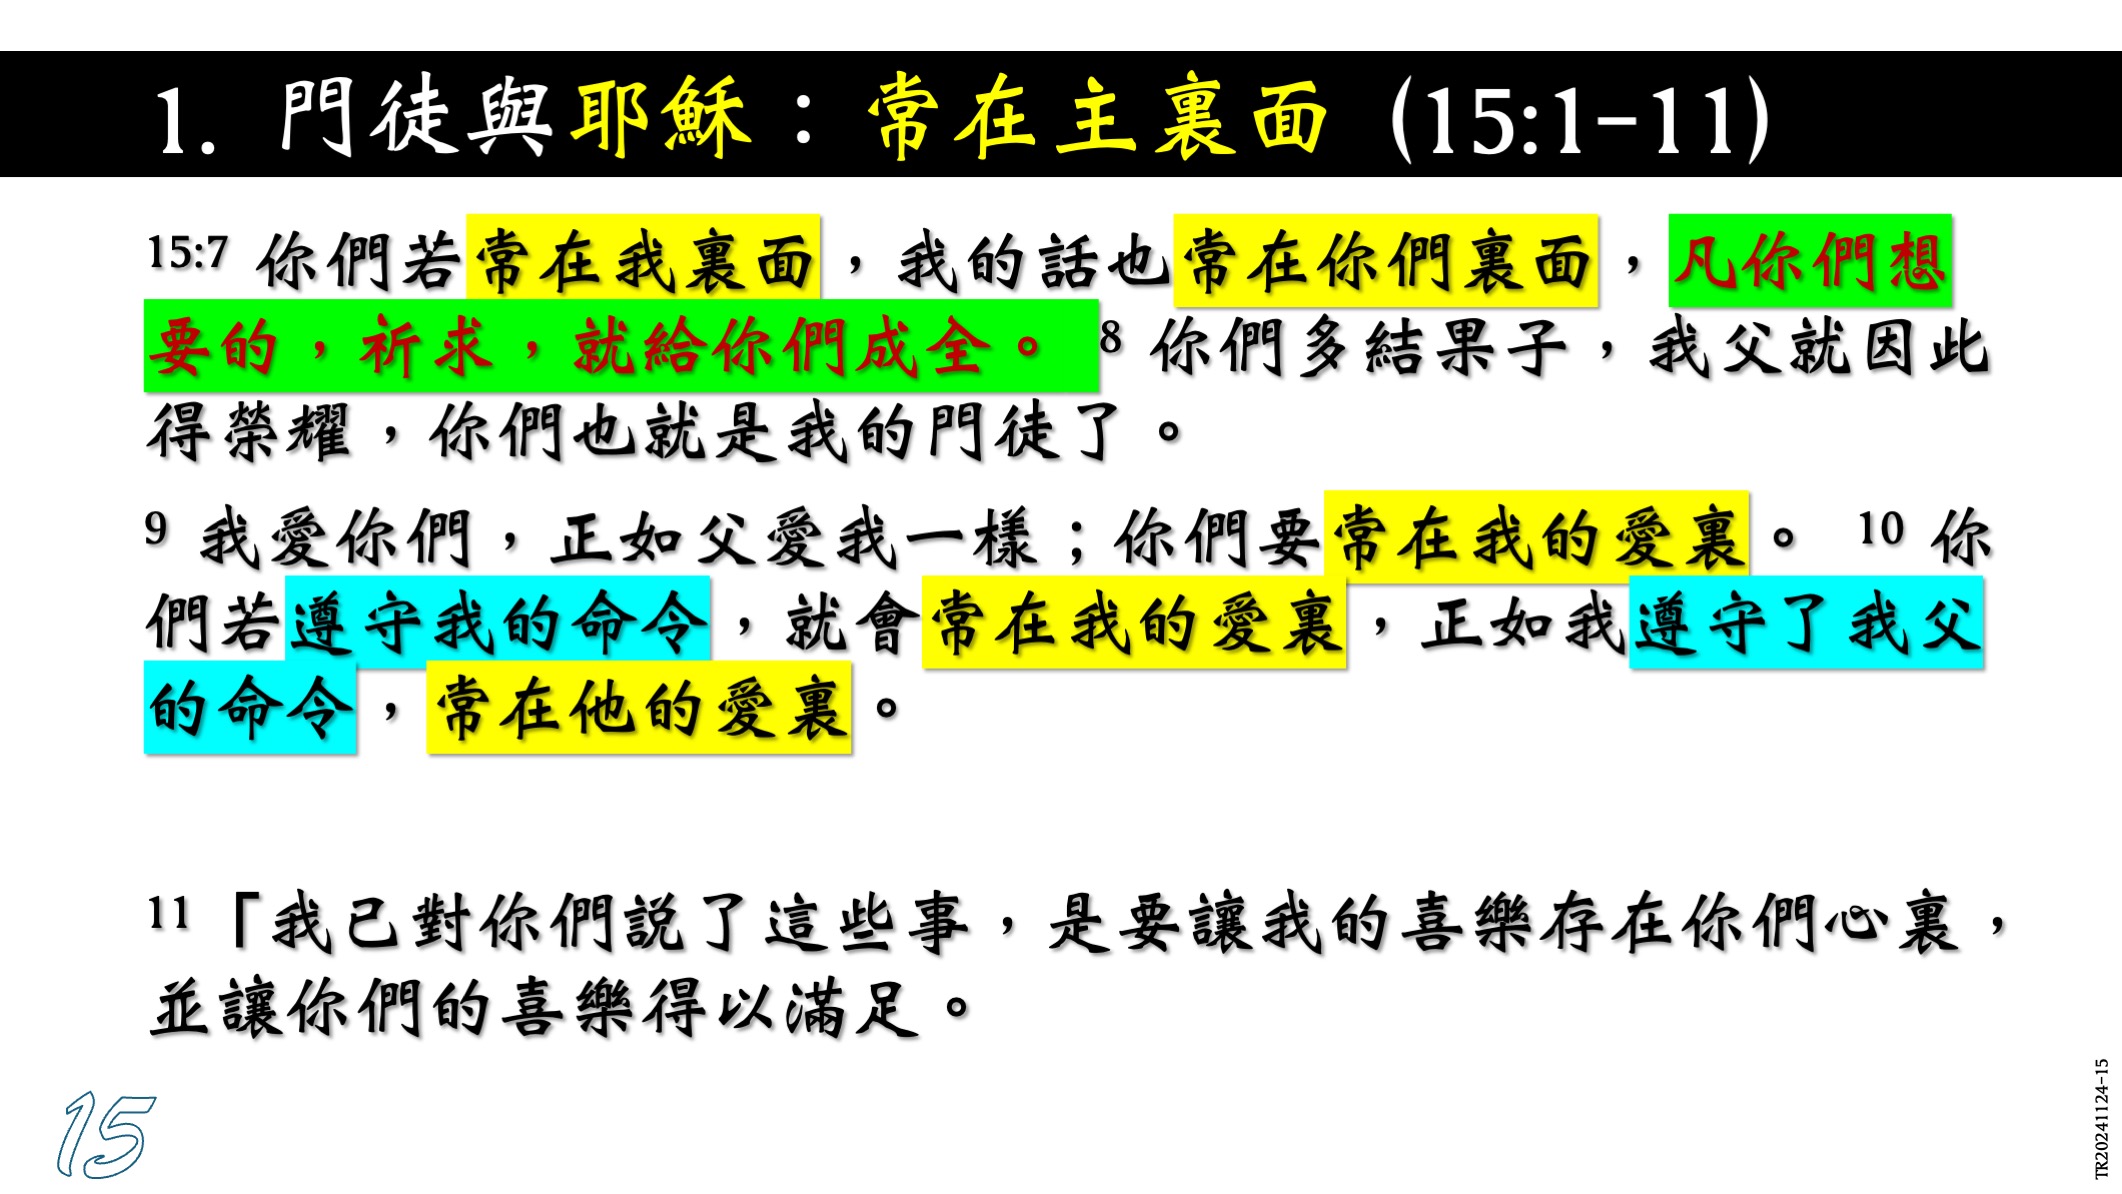 1. 門徒與耶穌：常在主裏面 (15:1-11)
15:7 你們若常在我裏面，我的話也常在你們裏面，凡你們想
要的，祈求，就給你們成全。 8 你們多結果子，我父就因此
得榮耀，你們也就是我的門徒了。
9 我愛你們，正如父愛我一樣；你們要常在我的愛裏。 10 你
們若遵守我的命令，就會常在我的愛裏，正如我遵守了我父
的命令，常在他的愛裏。
11「我已對你們説了這些事，是要讓我的喜樂存在你們心裏，
並讓你們的喜樂得以滿足。
15
TR20241124-15